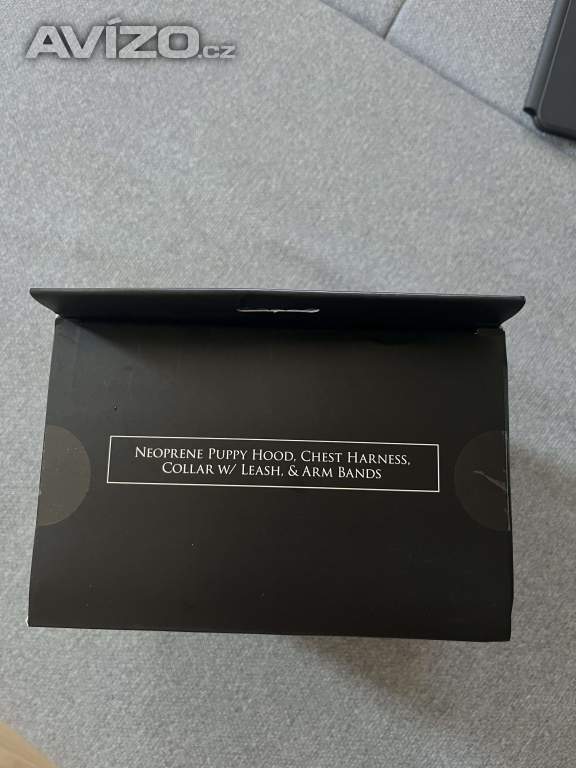 AVÍZO.cz
NEOPRENE PUPPY HOOD, CHEST HARNESS,
COLLAR W/ LEASH, & ARM BANDS